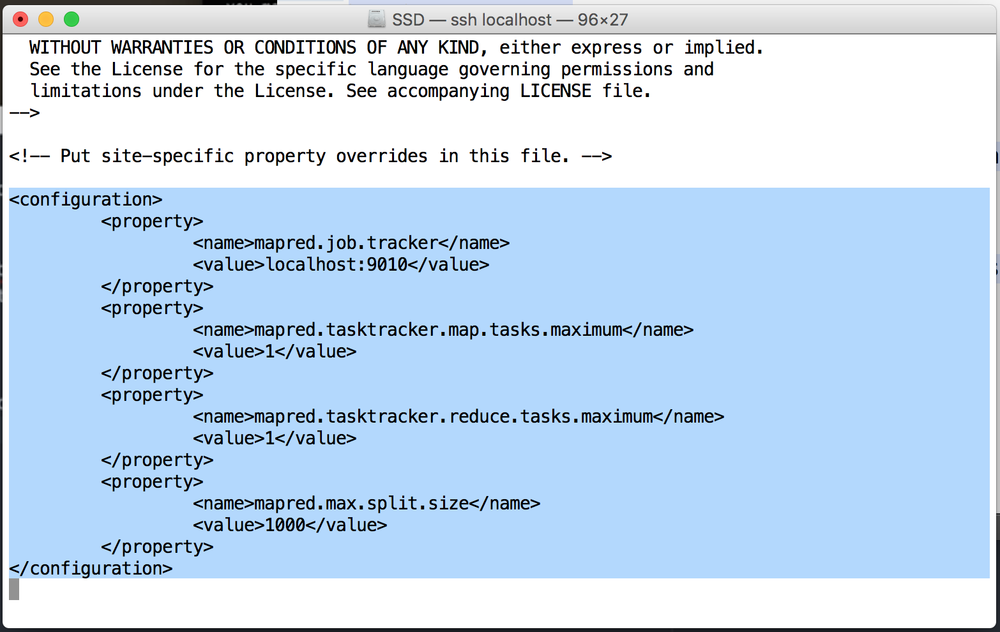 SSD — ssh localhost — 96×27
WITHOUT WARRANTIES OR CONDITIONS OF ANY KIND, either express or implied.
See the License for the specific language governing permissions and
limitations under the License. See accompanying LICENSE file.
-->
<!-- Put site-specific property overrides in this file. -->
<configuration>
<property>
<name>mapred.job.tracker</name>
<value>localhost:9010</value>
</property>
<property>
<name>mapred.tasktracker.map.tasks.maximum</name>
<value>1</value>
</property>
<property>
<name>mapred.tasktracker.reduce.tasks.maximum</name>
<value>1</value>
</property>
<property>
<name>mapred.max.split.size</name>
<value>1000</value>
</property>
</configuration>